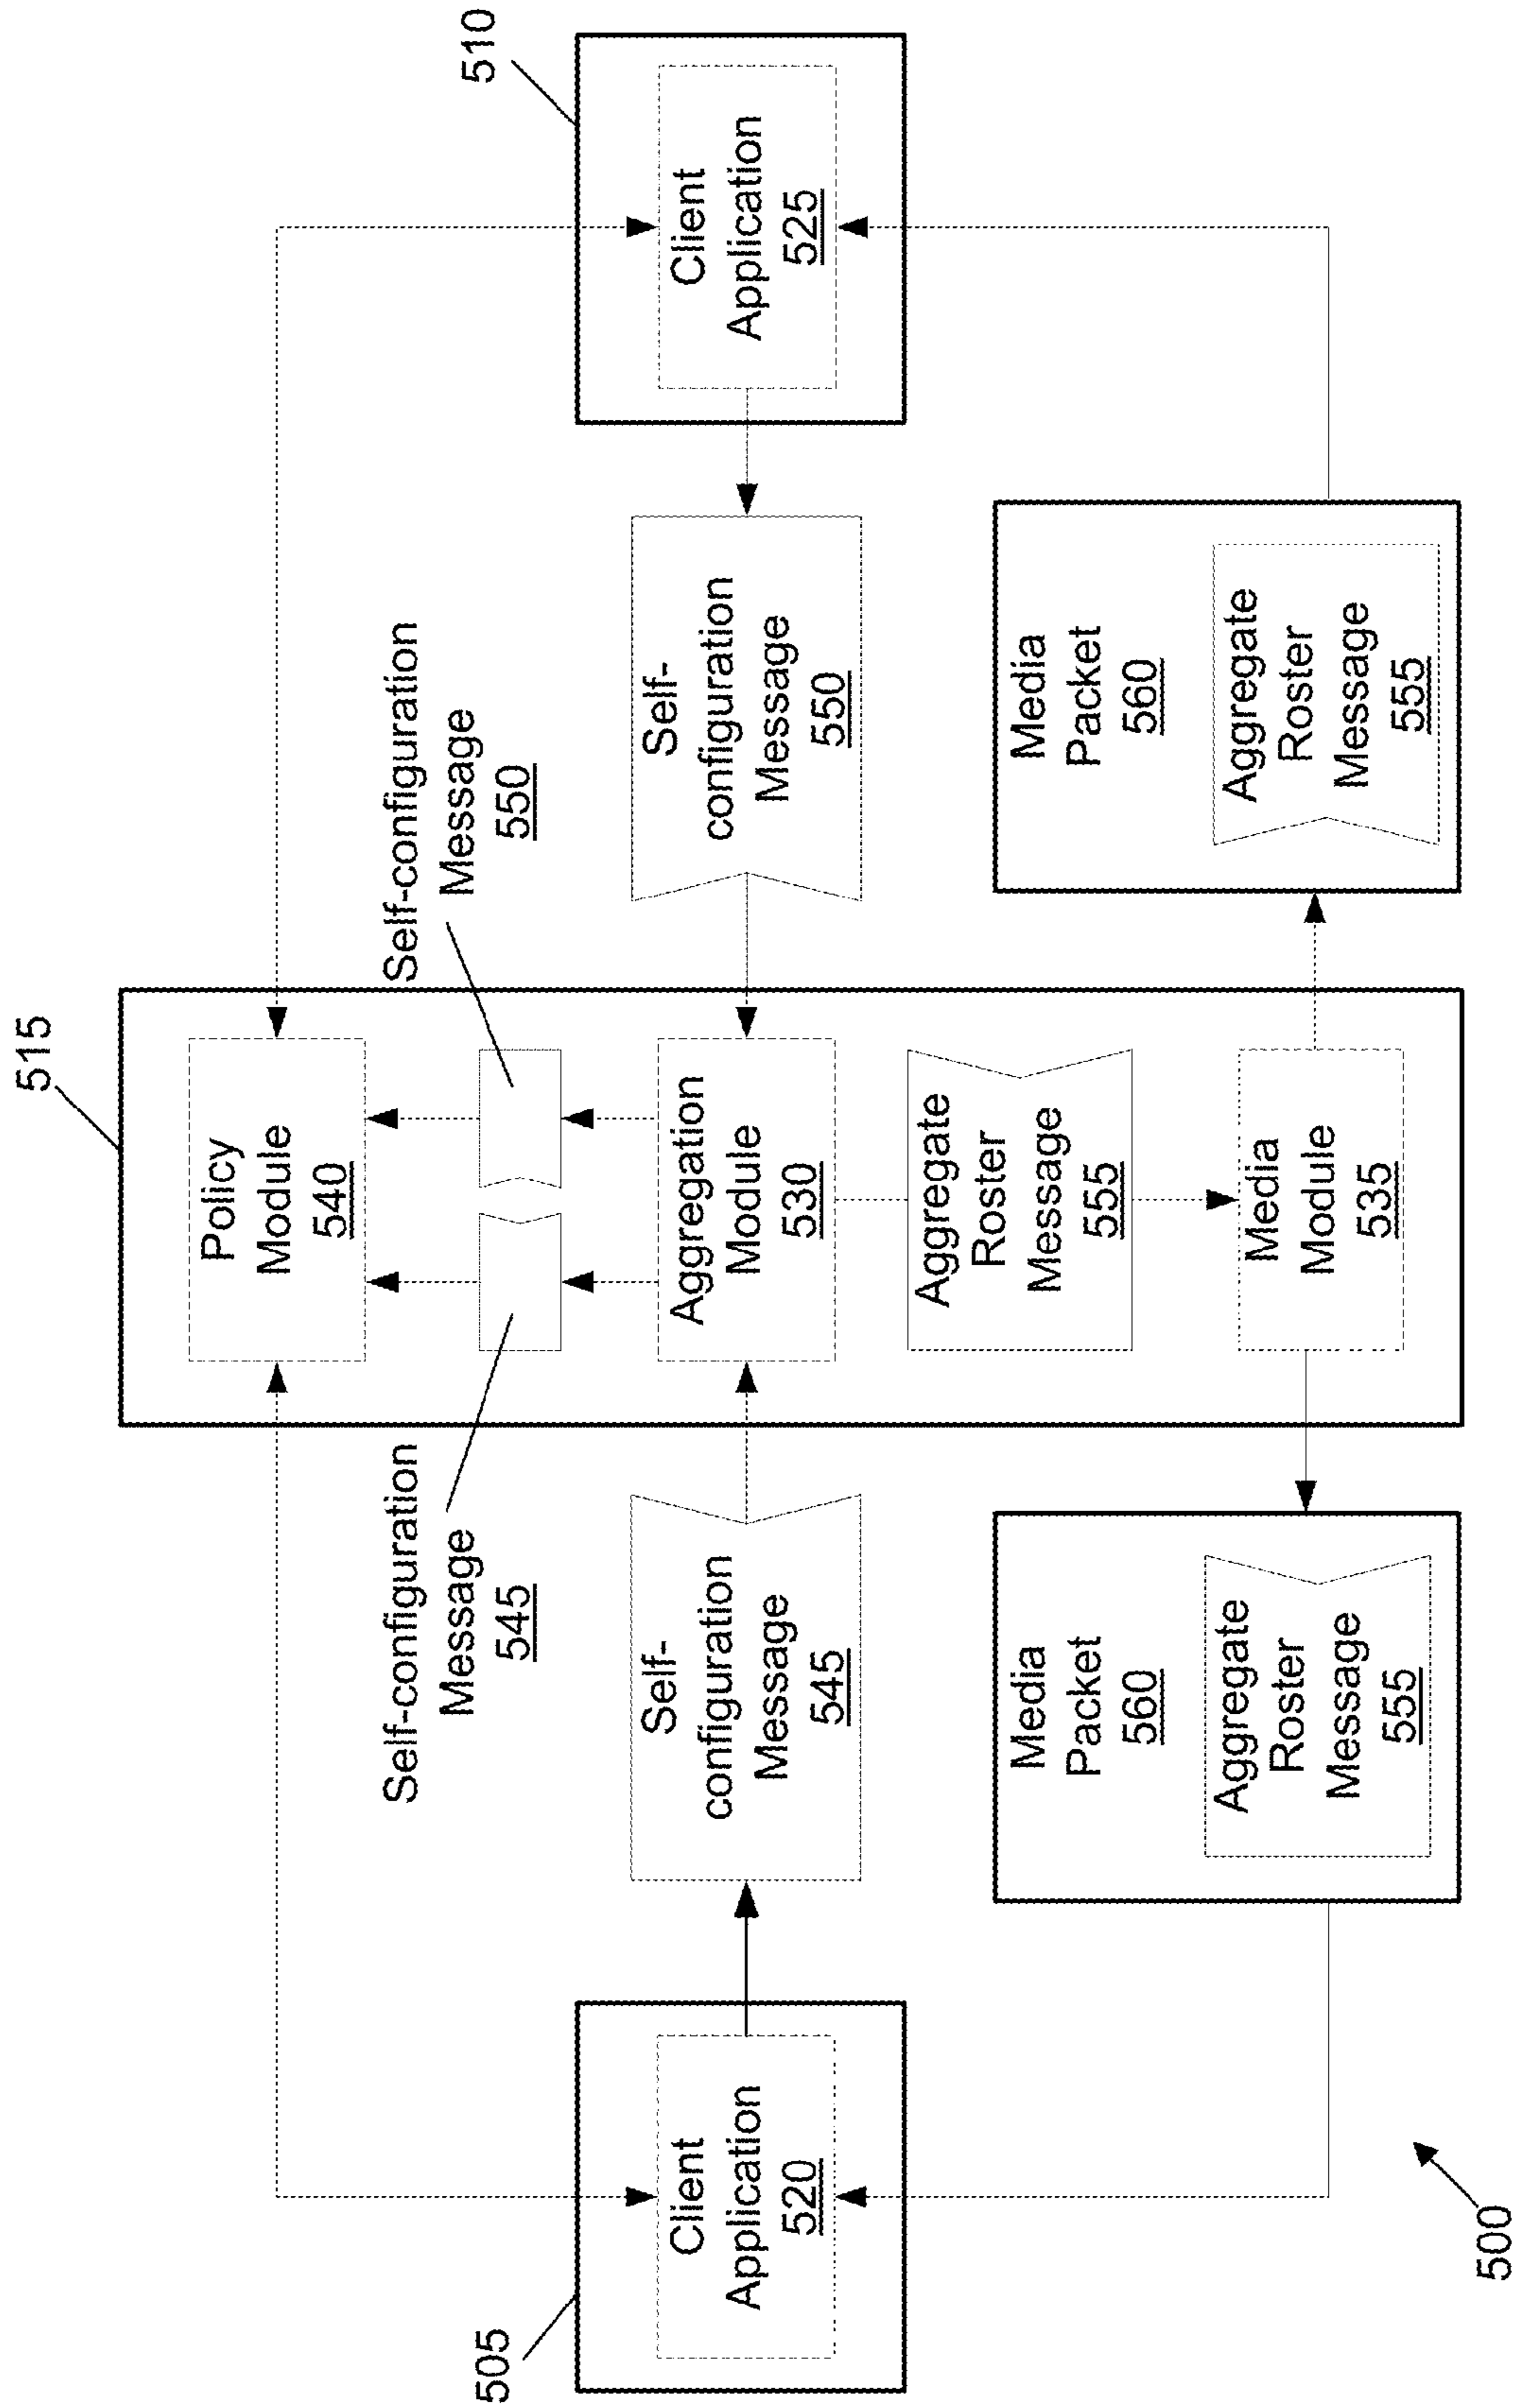 515
510
505
500
Policy
Module
540
Self-configuration
Message
545
Self-configuration
Message
550
Client
Application
520
Self-
configuration
Message
545
Aggregation
Module
530
Self-
configuration
Message
550
Client
Application
525
Aggregate
Roster
Message
555
Media
Packet
560
Aggregate
Roster
Message
555
Media
Module
535
Media
Packet
560
Aggregate
Roster
Message
555